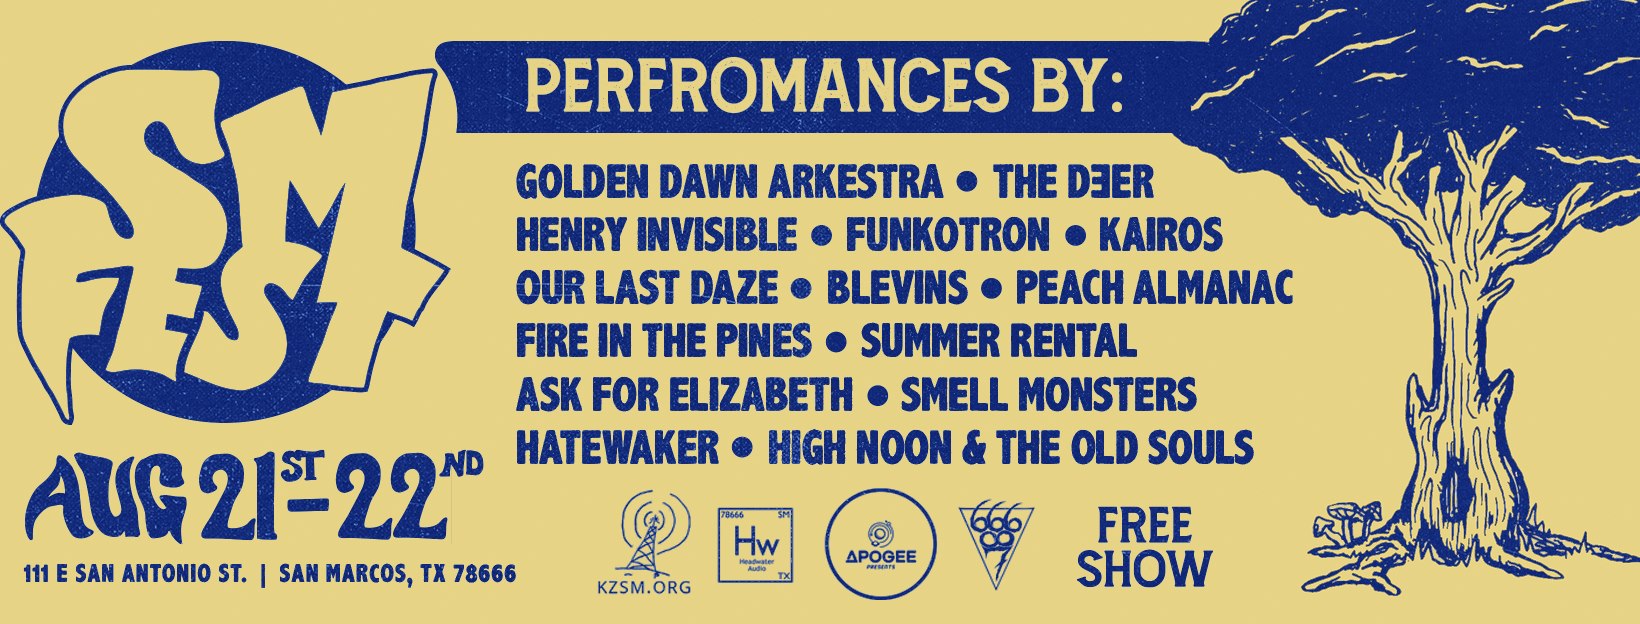 SM
FEST
AUG 21ST-22ND
111 E SAN ANTONIO ST. | SAN MARCOS, TX 78666
PERFROMANCES BY:
GOLDEN DAWN ARKESTRA • THE DƎER
HENRY INVISIBLE • FUNKOTRON • KAIROS
OUR LAST DAZE • BLEVINS • PEACH ALMANAC
FIRE IN THE PINES • SUMMER RENTAL
ASK FOR ELIZABETH • SMELL MONSTERS
HATEWAKER • HIGH NOON & THE OLD SOULS
KZSM.ORG
78666 SM
Hw
Headwater
Audio
TX
APOGEE
PRESENTS
666
FREE
SHOW